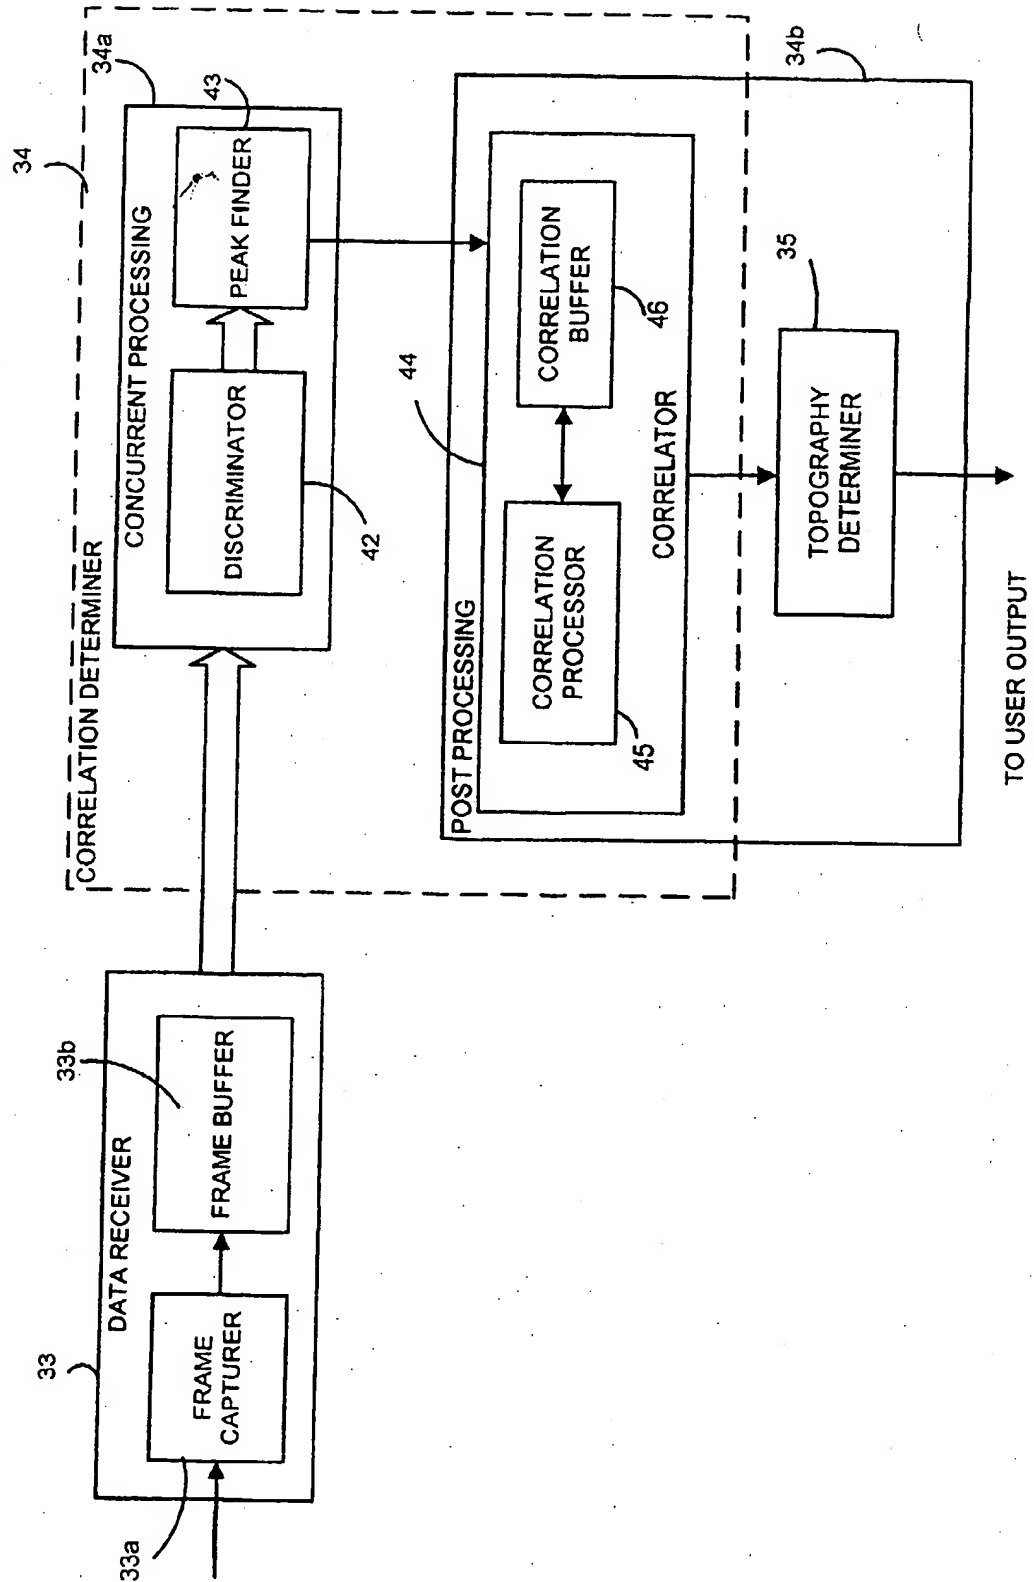 34
CORRELATION DETERMINER
34a
CONCURRENT PROCESSING
DISCRIMINATOR
42
PEAK FINDER
43
33
DATA RECEIVER
FRAME
CAPTURER
33a
FRAME BUFFER
33b
34b
POST PROCESSING
44
CORRELATION
PROCESSOR
45
CORRELATION
BUFFER
46
CORRELATOR
35
TOPOGRAPHY
DETERMINER
TO USER OUTPUT